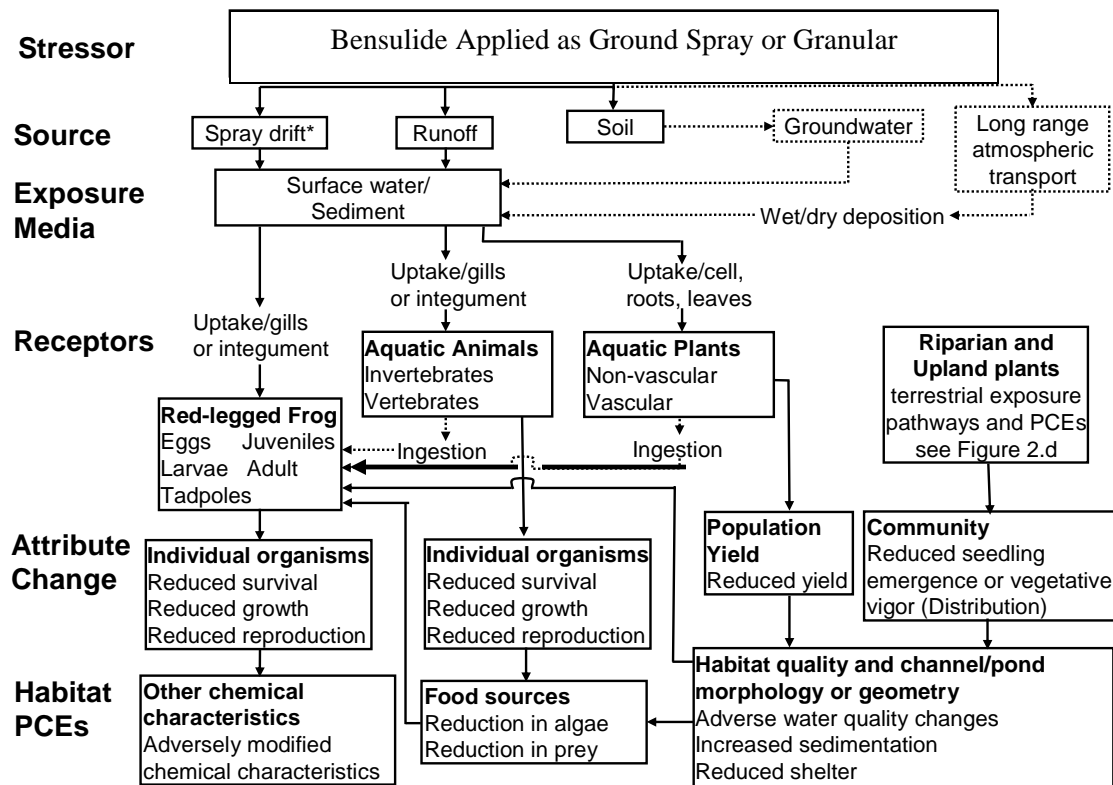 Stressor
Bensulide Applied as Ground Spray or Granular
Source
Spray drift*
Runoff
Soil
Groundwater
Long range
atmospheric
transport
Exposure
Media
Surface water/
Sediment
Wet/dry deposition
Uptake/gills
or integument
Uptake/cell,
roots, leaves
Receptors
Uptake/gills
or integument
Aquatic Animals
Invertebrates
Vertebrates
Aquatic Plants
Non-vascular
Vascular
Riparian and
Upland plants
terrestrial exposure
pathways and PCEs
see Figure 2.d
Red-legged Frog
Eggs Juveniles
Larvae Adult
Tadpoles
Ingestion
Ingestion
Attribute
Change
Individual organisms
Reduced survival
Reduced growth
Reduced reproduction
Individual organisms
Reduced survival
Reduced growth
Reduced reproduction
Population
Yield
Reduced yield
Community
Reduced seedling
emergence or vegetative
vigor (Distribution)
Habitat
PCEs
Other chemical
characteristics
Adversely modified
chemical characteristics
Food sources
Reduction in algae
Reduction in prey
Habitat quality and channel/pond
morphology or geometry
Adverse water quality changes
Increased sedimentation
Reduced shelter